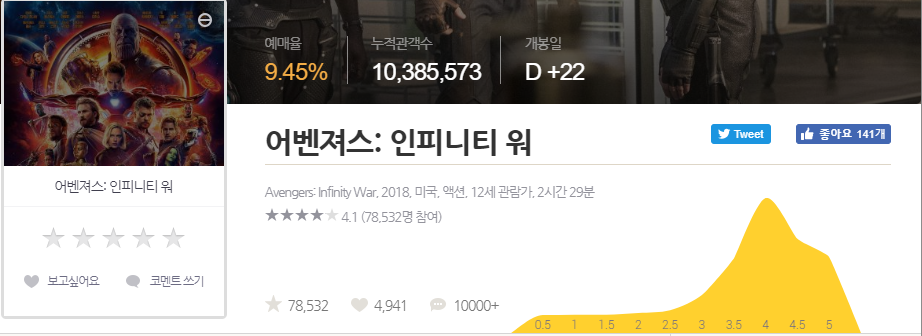 예매율 누적관객수 개봉일
9.45% 10,385,573 D +22
어벤져스: 인피니티 워
Tweet
좋아요 141개
Avengers: Infinity War, 2018, 미국, 액션, 12세 관람가, 2시간 29분
4.1 (78,532명 참여)
어벤져스: 인피니티 워
보고싶어요 코멘트 쓰기
78,532 4,941 10000+
0.5 1 1.5 2 2.5 3 3.5 4 4.5 5